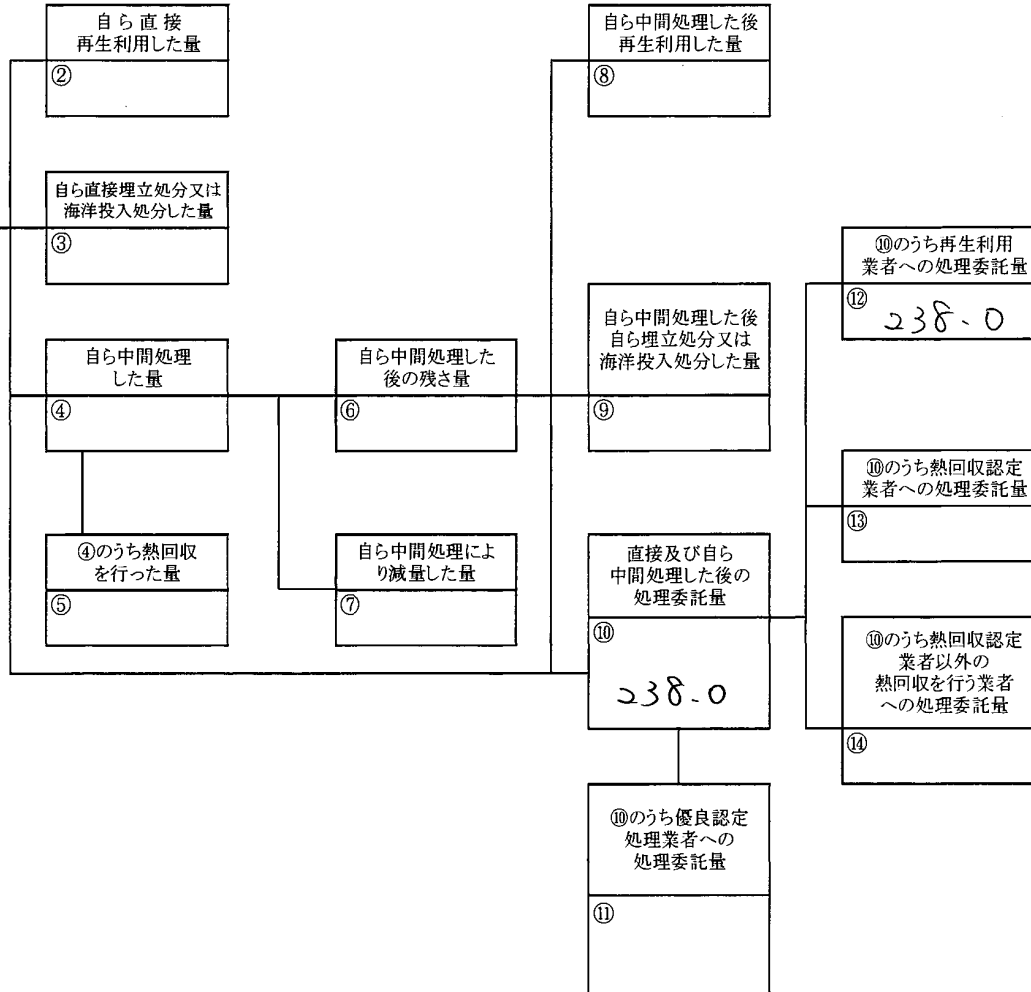 自ら直接
再生利用した量
②
自ら直接埋立処分又は
海洋投入処分した量
③
自ら中間処理
した量
④
④のうち熱回収
を行った量
⑤
自ら中間処理した
後の残さ量
⑥
自ら中間処理によ
り減量した量
⑦
自ら中間処理した後
再生利用した量
⑧
自ら中間処理した後
自ら埋立処分又は
海洋投入処分した量
⑨
直接及び自ら
中間処理した後の
処理委託量
⑩
238.0
⑩のうち優良認定
処理業者への
処理委託量
⑪
⑩のうち再生利用
業者への処理委託量
⑫
238.0
⑩のうち熱回収認定
業者への処理委託量
⑬
⑩のうち熱回収認定
業者以外の
熱回収を行う業者
への処理委託量
⑭